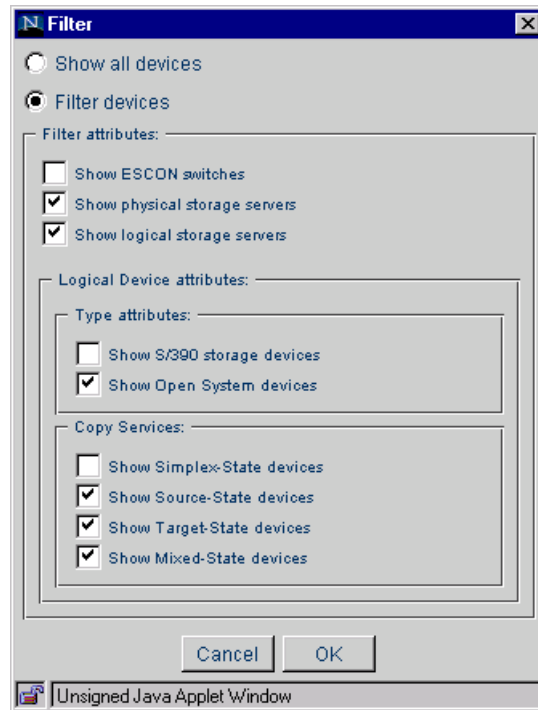 N Filter
Show all devices
Filter devices
Filter attributes:
Show ESCON switches
Show physical storage servers
Show logical storage servers
Logical Device attributes:
Type attributes:
Show S/390 storage devices
Show Open System devices
Copy Services:
Show Simplex-State devices
Show Source-State devices
Show Target-State devices
Show Mixed-State devices
Cancel OK
Unsigned Java Applet Window